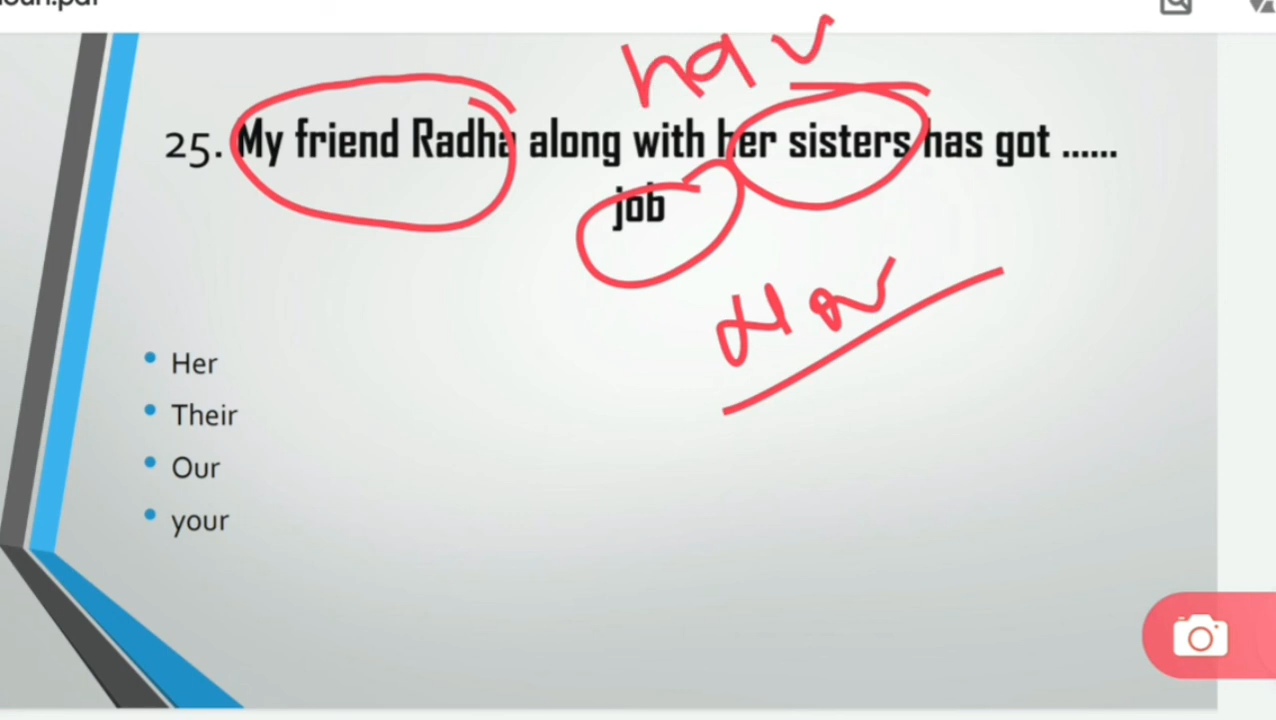 25. My friend Radha along with her sisters has got ......
job
Her
Their
Our
your